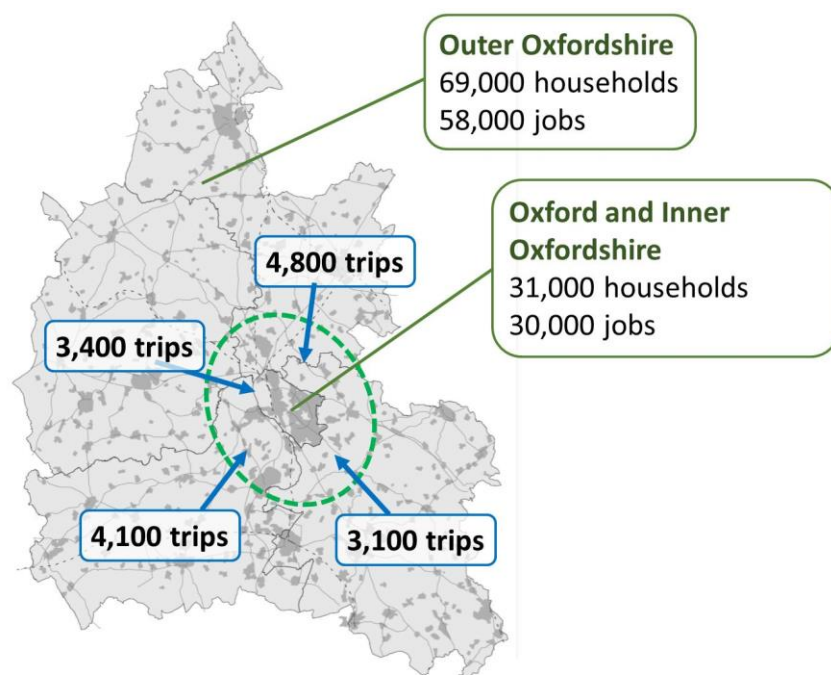 Outer Oxfordshire
69,000 households
58,000 jobs
Oxford and Inner
Oxfordshire
31,000 households
30,000 jobs
4,800 trips
3,400 trips
4,100 trips
3,100 trips